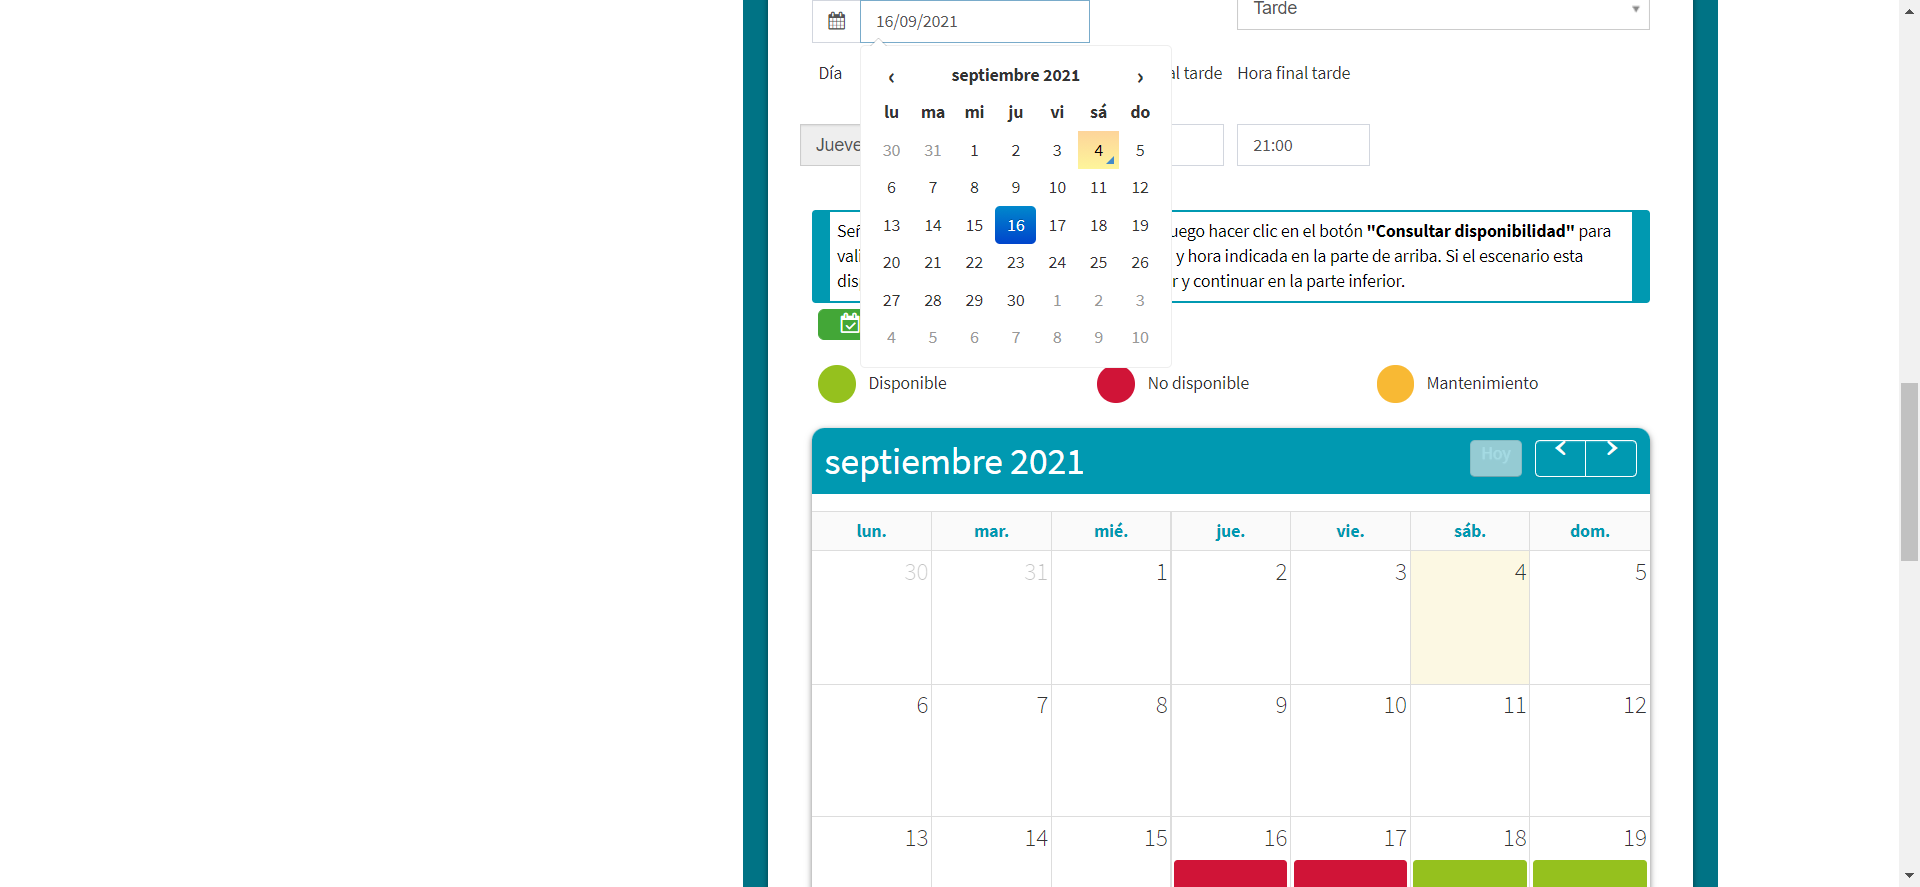 16/09/2021
Tarde
Día
al tarde Hora final tarde
‹ septiembre 2021 ›
lu ma mi ju vi sá do
30 31 1 2 3 4 5
6 7 8 9 10 11 12
13 14 15 16 17 18 19
20 21 22 23 24 25 26
27 28 29 30 1 2 3
4 5 6 7 8 9 10
Jueve
21:00
Señ
uego hacer clic en el botón "Consultar disponibilidad" para
vali
y hora indicada en la parte de arriba. Si el escenario esta
dis
r y continuar en la parte inferior.
Disponible
No disponible
Mantenimiento
septiembre 2021
Hoy
lun. mar. mié. jue. vie. sáb. dom.
30 31 1 2 3 4 5
6 7 8 9 10 11 12
13 14 15 16 17 18 19